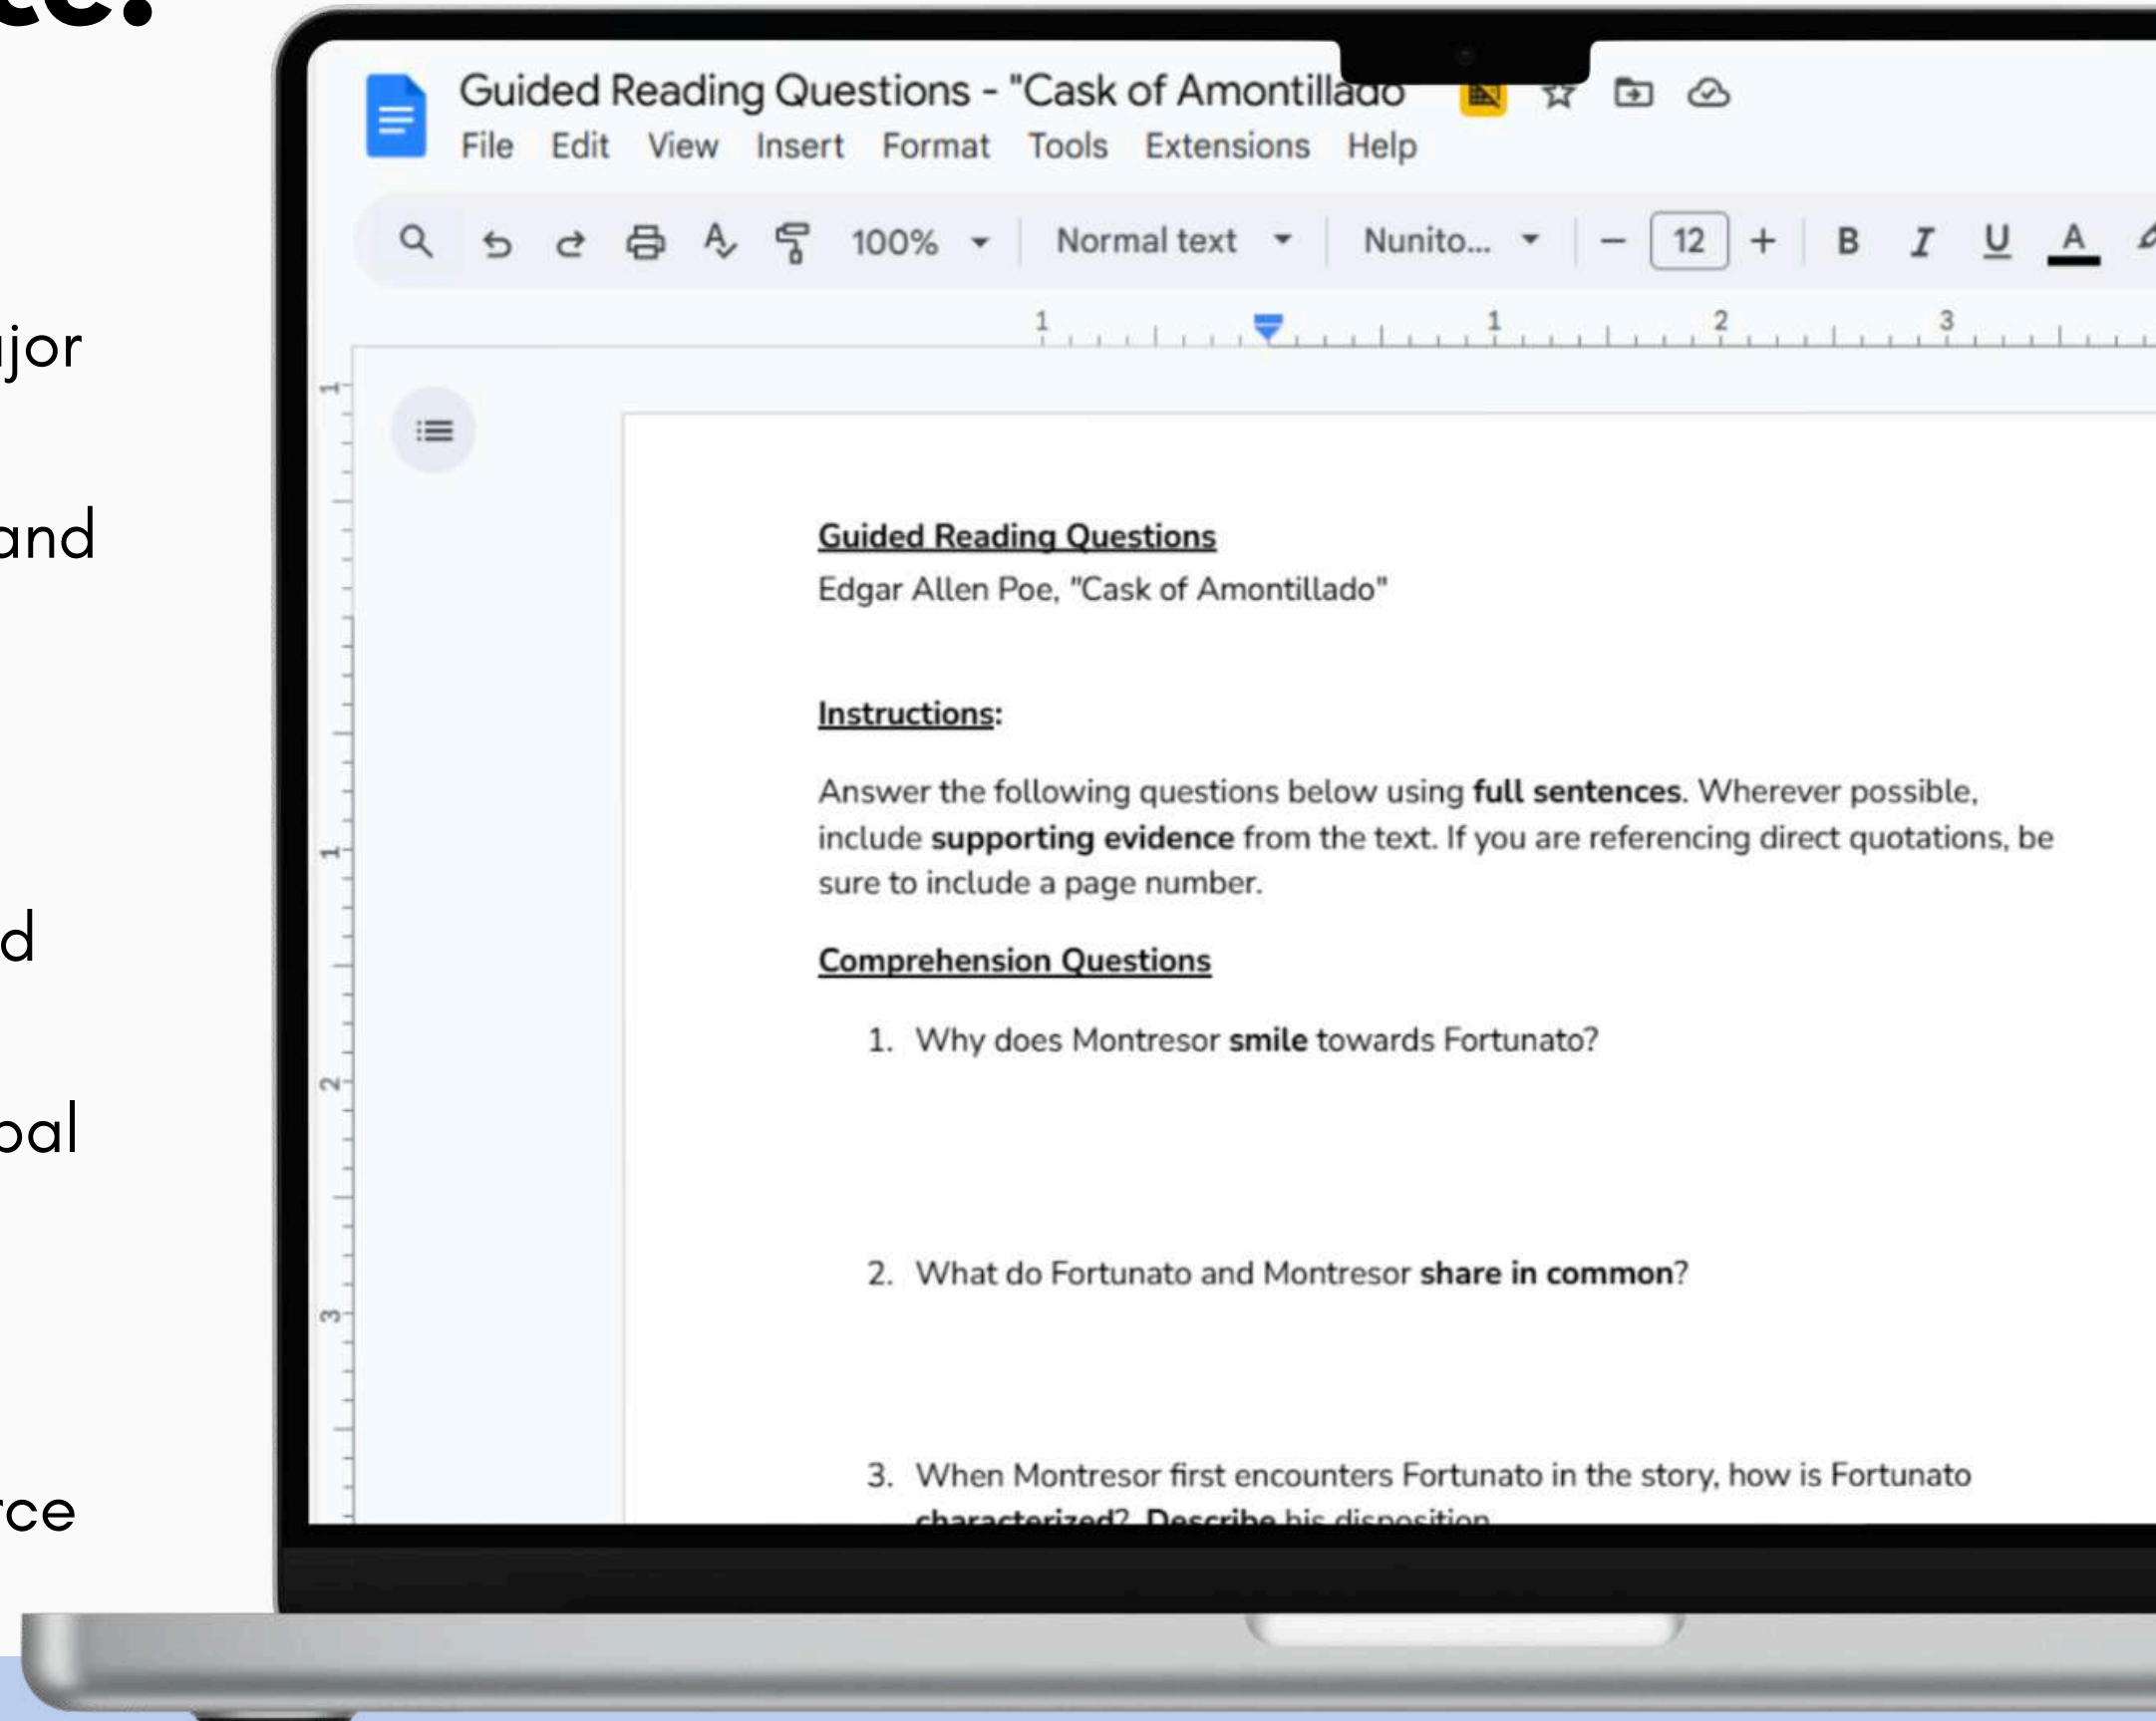 ajor
and
d
rce
Guided Reading Questions - "Cask of Amontillado
File Edit View Insert Format Tools Extensions Help
100% Normal text Nunito... − 12 + B I U A
1 1 2 3
1
1
2
3
Guided Reading Questions
Edgar Allen Poe, "Cask of Amontillado"
Instructions:
Answer the following questions below using full sentences. Wherever possible,
include supporting evidence from the text. If you are referencing direct quotations, be
sure to include a page number.
Comprehension Questions
1. Why does Montresor smile towards Fortunato?
2. What do Fortunato and Montresor share in common?
3. When Montresor first encounters Fortunato in the story, how is Fortunato
characterized? Describe his disposition